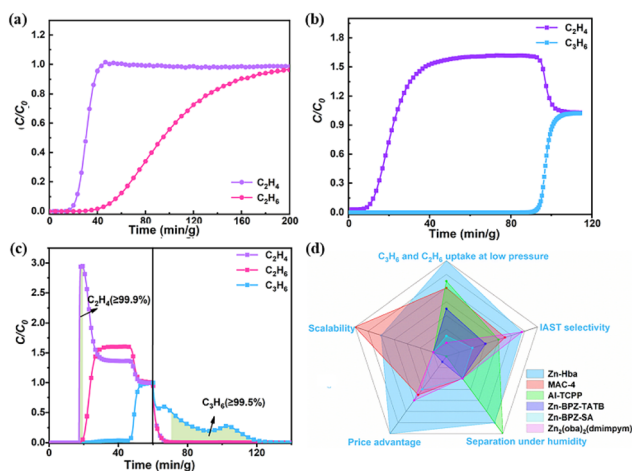 (a)
1.2
1.0
0.8
0.6
0.4
0.2
0.0
C/C₀
C₂H₄
C₂H₆
0 40 80 120 160 200
Time (min/g)
(b)
1.8
1.5
1.2
0.9
0.6
0.3
0.0
C/C₀
C₂H₄
C₃H₆
0 40 80 120
Time (min/g)
(c)
3.0
2.5
2.0
1.5
1.0
0.5
0.0
C/C₀
C₂H₄
C₂H₆
C₃H₆
C₂H₄(≥99.9%)
C₃H₆(≥99.5%)
0 20 40 60 80 100 120 140
Time (min/g)
(d)
C₃H₆ and C₂H₆ uptake at low pressure
Scalability
IAST selectivity
Price advantage
Separation under humidity
Zn-Hba
MAC-4
Al-TCPP
Zn-BPZ-TATB
Zn-BPZ-SA
Zn₂(oba)₂(dmimpym)